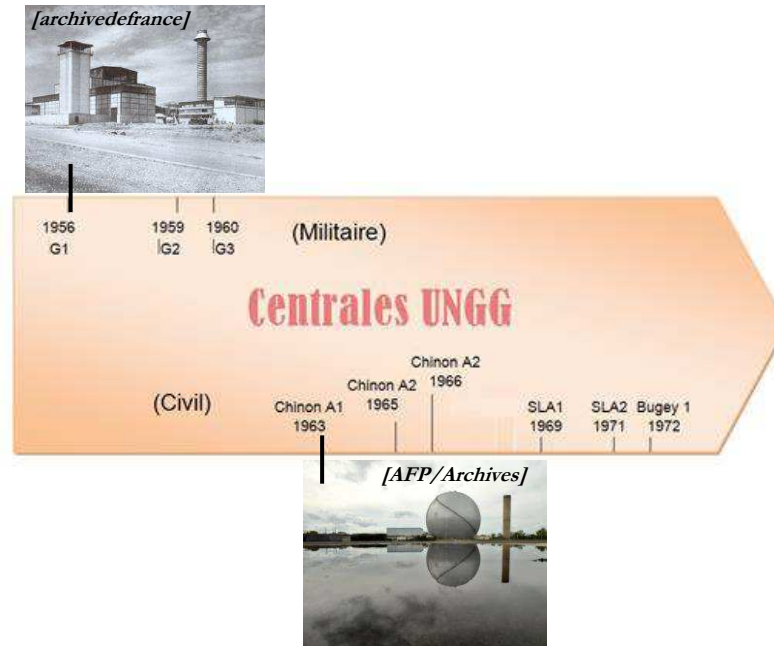 [archivedefrance]
1956 1959 1960
G1 G2 G3
(Militaire)
Centrales UNGG
(Civil)
Chinon A1
1963
Chinon A2
1965
Chinon A2
1966
SLA1
1969
SLA2
1971
Bugey 1
1972
[AFP/Archives]